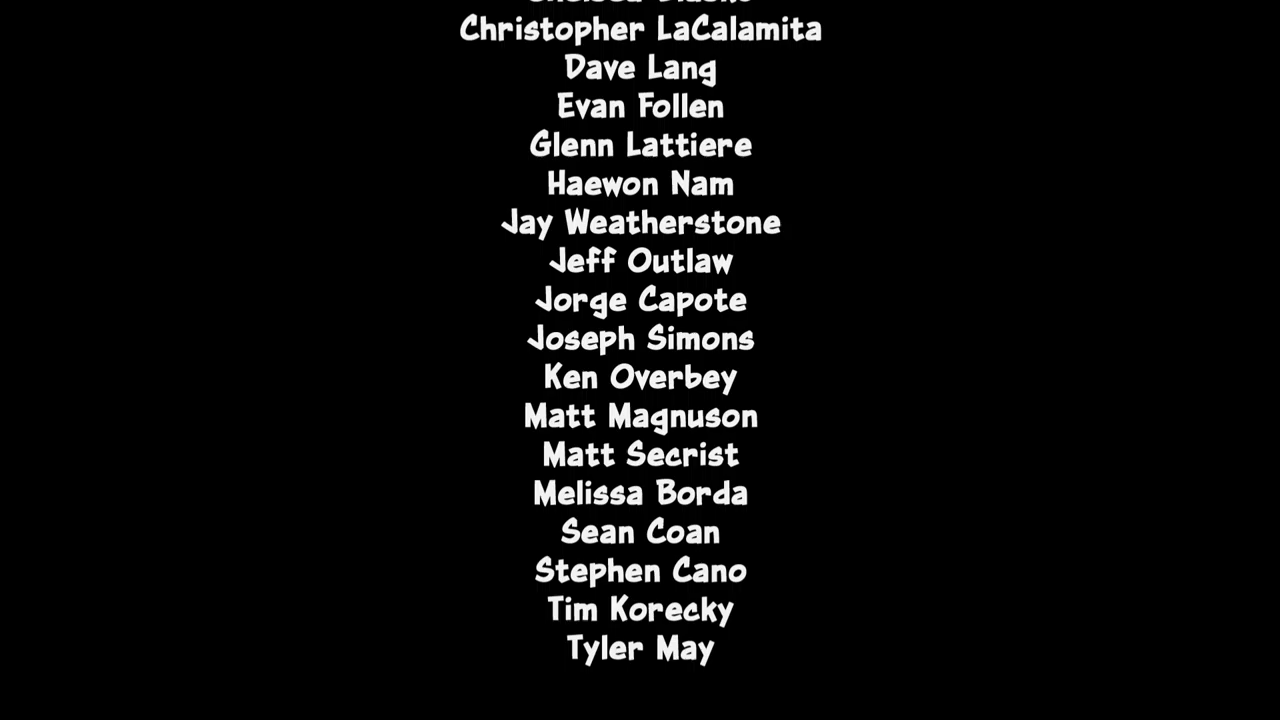 Christopher LaCalamita
Dave Lang
Evan Follen
Glenn Lattiere
Haewon Nam
Jay Weatherstone
Jeff Outlaw
Jorge Capote
Joseph Simons
Ken Overbey
Matt Magnuson
Matt Secrist
Melissa Borda
Sean Coan
Stephen Cano
Tim Korecky
Tyler May